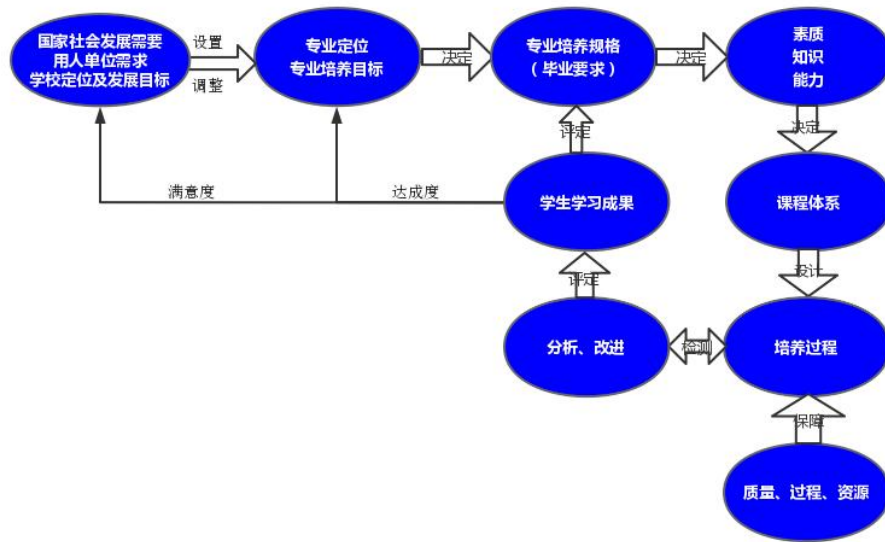 国家社会发展需要
用人单位需求
学校定位及发展目标
设置
调整
专业定位
专业培养目标
决定
专业培养规格
（毕业要求）
决定
素质
知识
能力
评定
决定
满意度
达成度
学生学习成果
课程体系
评定
设计
分析、改进
检测
培养过程
保障
质量、过程、资源